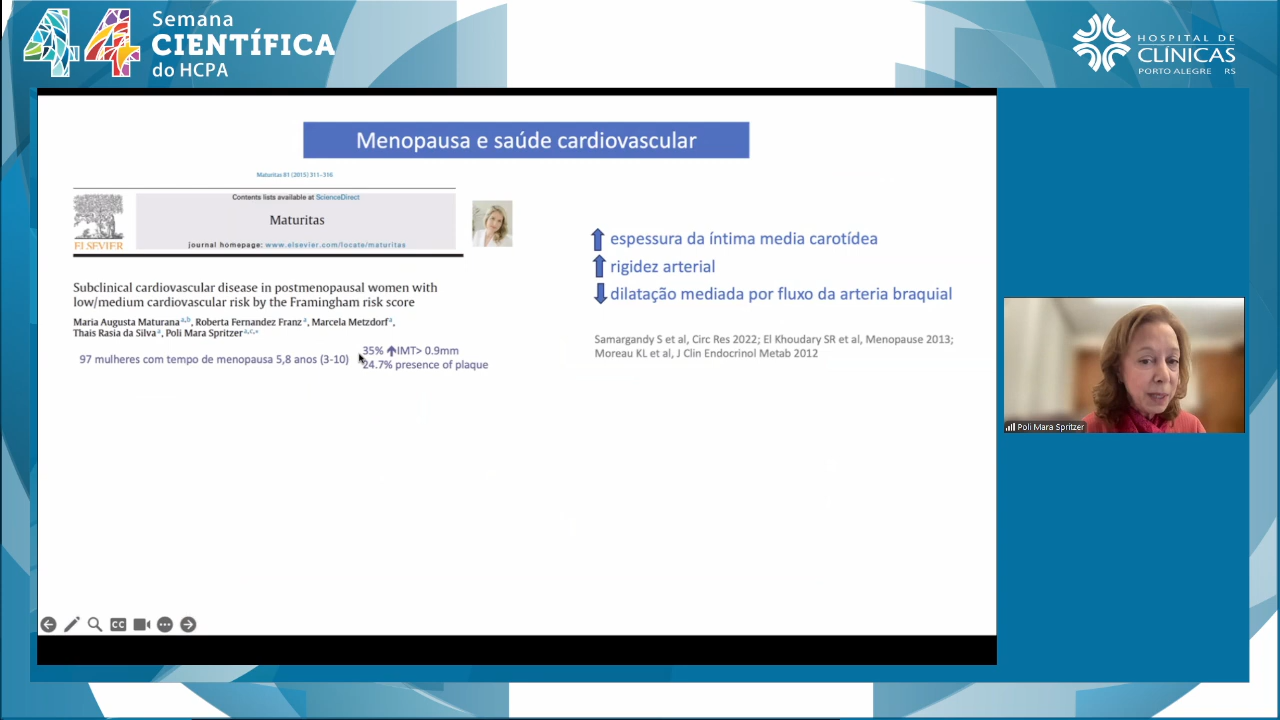 44 Semana
CIENTÍFICA
do HCPA
HOSPITAL DE
CLÍNICAS
PORTO ALEGRE RS
Menopausa e saúde cardiovascular
Maturitas 81 (2015) 311–316
Contents lists available at ScienceDirect
Maturitas
journal homepage: www.elsevier.com/locate/maturitas
ELSEVIER
Subclinical cardiovascular disease in postmenopausal women with
low/medium cardiovascular risk by the Framingham risk score
Maria Augusta Maturana a,b, Roberta Fernandez Franz a, Marcela Metzdorf a,
Thais Rasia da Silva a, Poli Mara Spritzer a,c,*
97 mulheres com tempo de menopausa 5,8 anos (3-10)
35% ↑IMT> 0.9mm
24.7% presence of plaque
↑ espessura da íntima media carotídea
↑ rigidez arterial
↓ dilatação mediada por fluxo da arteria braquial
Samargandy S et al, Circ Res 2022; El Khoudary SR et al, Menopause 2013;
Moreau KL et al, J Clin Endocrinol Metab 2012
Poli Mara Spritzer
CC